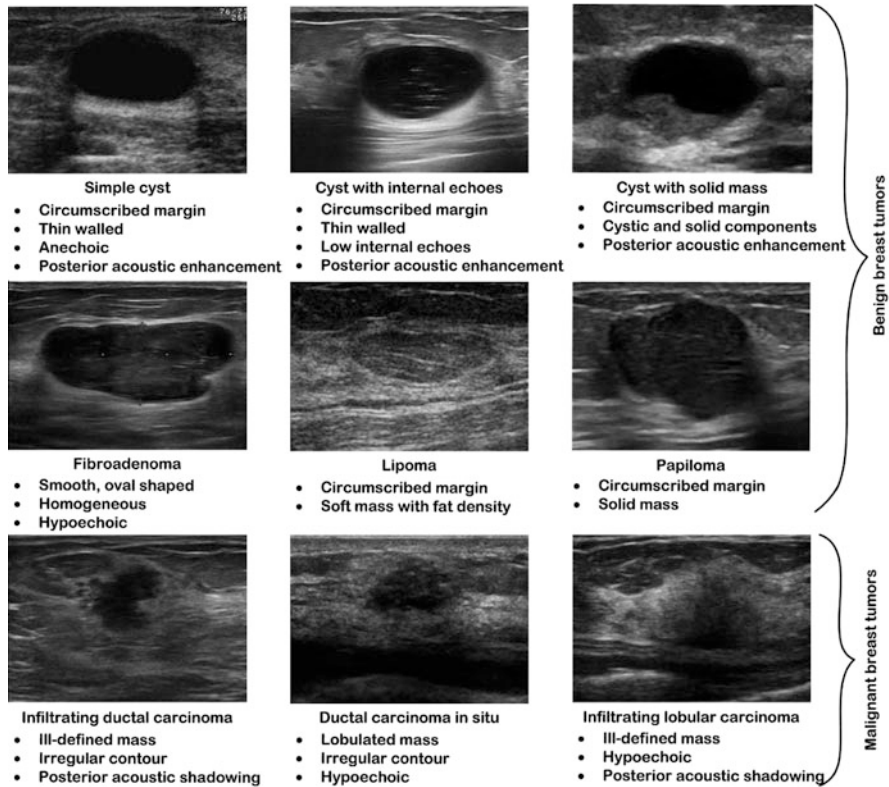 Simple cyst
• Circumscribed margin
• Thin walled
• Anechoic
• Posterior acoustic enhancement
Cyst with internal echoes
• Circumscribed margin
• Thin walled
• Low internal echoes
• Posterior acoustic enhancement
Cyst with solid mass
• Circumscribed margin
• Cystic and solid components
• Posterior acoustic enhancement
Fibroadenoma
• Smooth, oval shaped
• Homogeneous
• Hypoechoic
Lipoma
• Circumscribed margin
• Soft mass with fat density
Papiloma
• Circumscribed margin
• Solid mass
Benign breast tumors
Infiltrating ductal carcinoma
• Ill-defined mass
• Irregular contour
• Posterior acoustic shadowing
Ductal carcinoma in situ
• Lobulated mass
• Irregular contour
• Hypoechoic
Infiltrating lobular carcinoma
• Ill-defined mass
• Hypoechoic
• Posterior acoustic shadowing
Malignant breast tumors